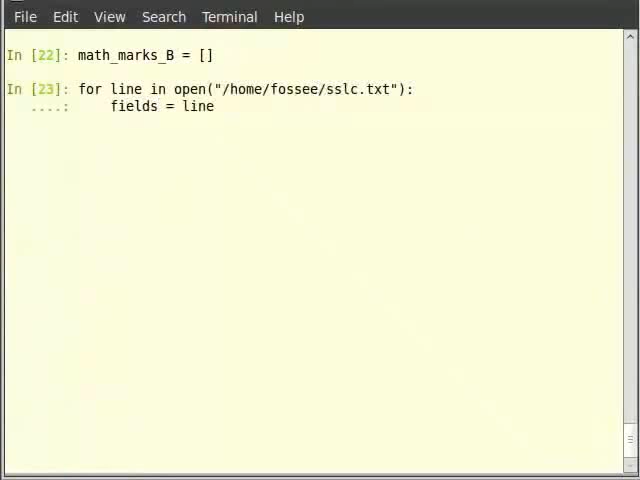 File Edit View Search Terminal Help
In [22]: math_marks_B = []
In [23]: for line in open("/home/fossee/sslc.txt"):
....: fields = line